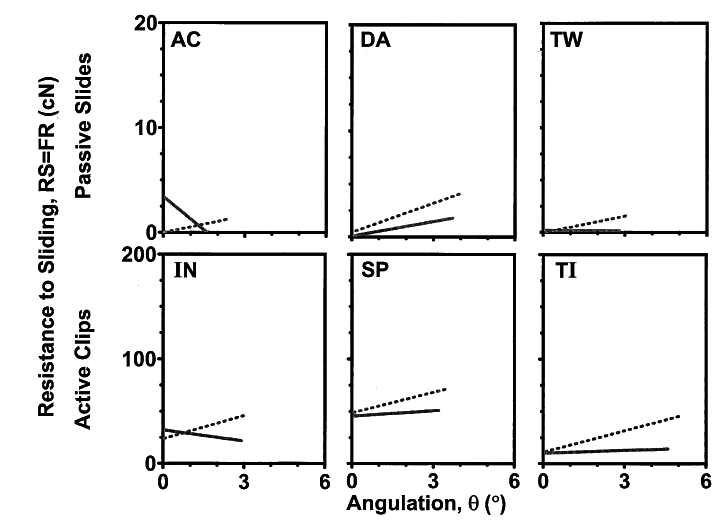 Resistance to Sliding, RS=FR (cN)
Passive Slides
Active Clips
20
10
0
AC
DA
TW
200
100
0
IN
SP
TI
0 3 6 0 3 6 0 3 6
Angulation, θ (°)